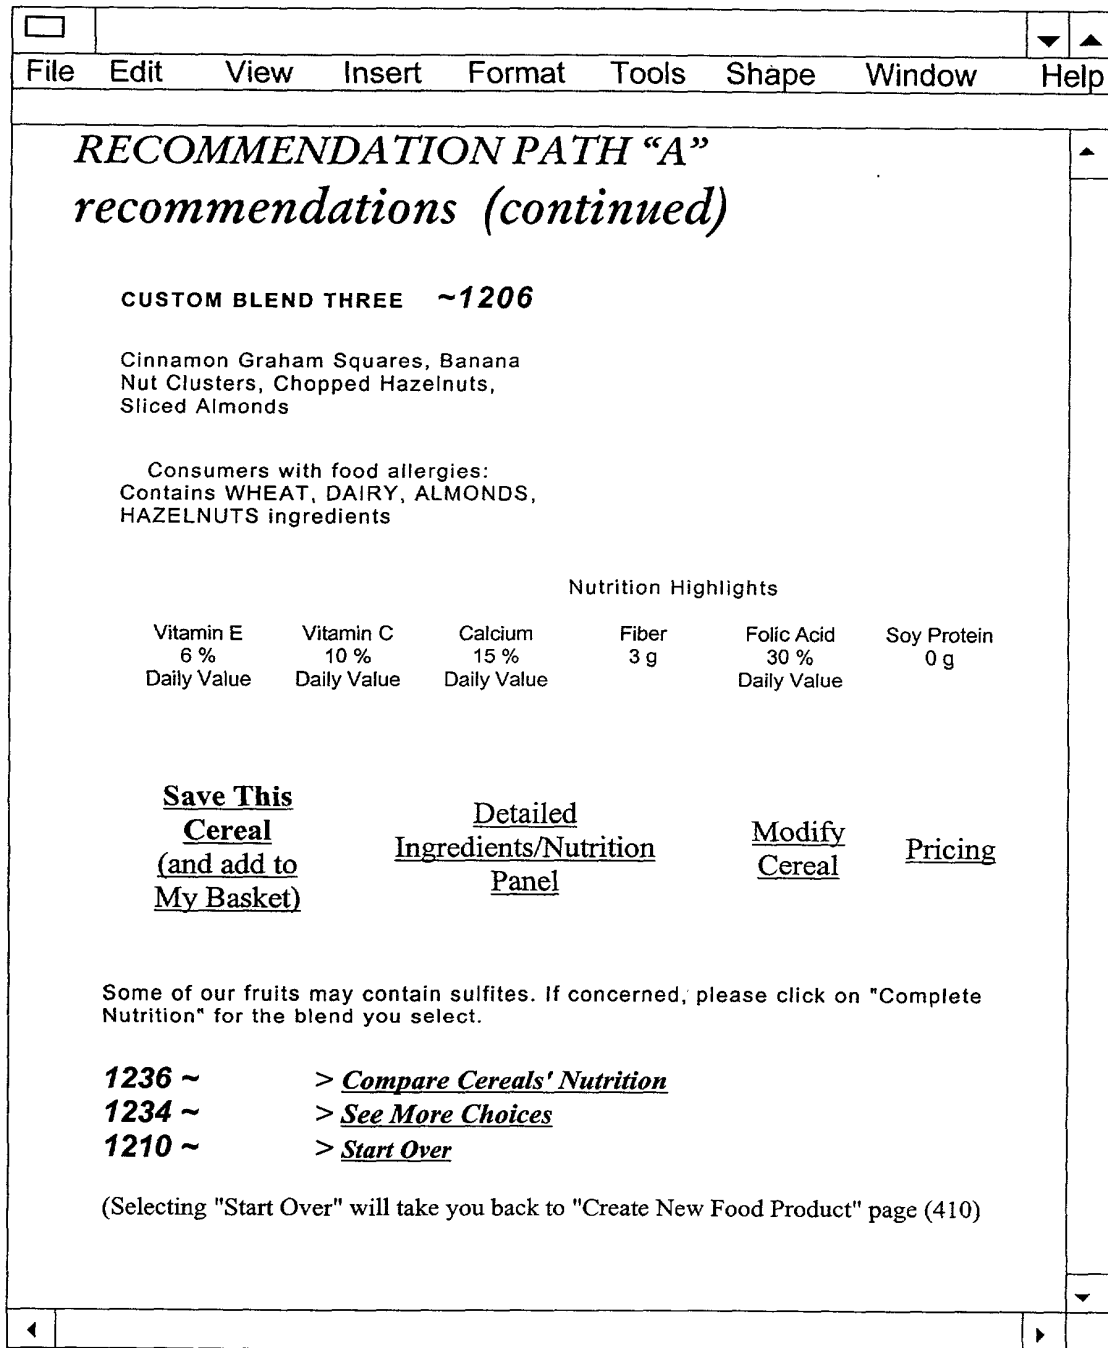 File Edit View Insert Format Tools Shape Window Help
RECOMMENDATION PATH “A”
recommendations (continued)
CUSTOM BLEND THREE ~1206
Cinnamon Graham Squares, Banana
Nut Clusters, Chopped Hazelnuts,
Sliced Almonds
Consumers with food allergies:
Contains WHEAT, DAIRY, ALMONDS,
HAZELNUTS ingredients
Nutrition Highlights
Vitamin E Vitamin C Calcium Fiber Folic Acid Soy Protein
6 % 10 % 15 % 3 g 30 % 0 g
Daily Value Daily Value Daily Value Daily Value
Save This
Cereal
(and add to
My Basket)
Detailed
Ingredients/Nutrition
Panel
Modify
Cereal
Pricing
Some of our fruits may contain sulfites. If concerned, please click on "Complete
Nutrition" for the blend you select.
1236 ~ > Compare Cereals' Nutrition
1234 ~ > See More Choices
1210 ~ > Start Over
(Selecting "Start Over" will take you back to "Create New Food Product" page (410)